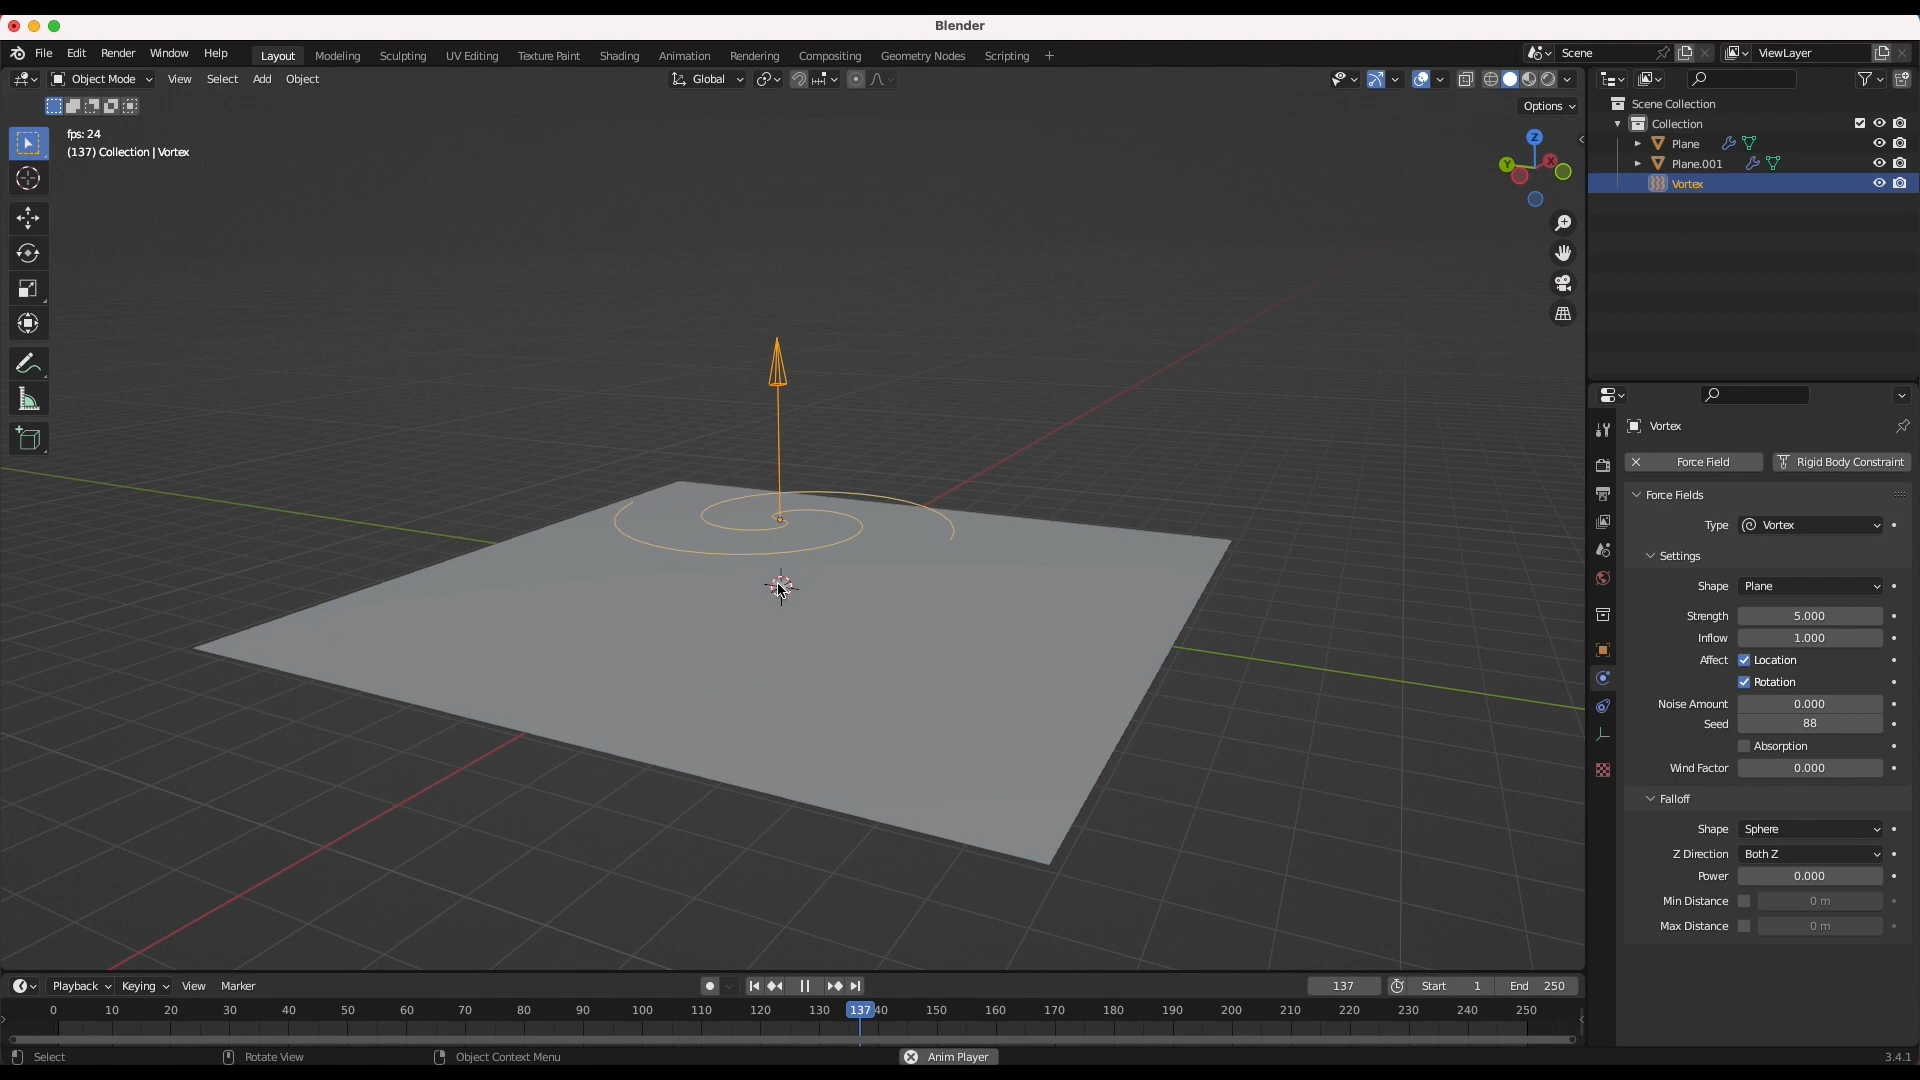 Blender
File Edit Render Window Help Layout Modeling Sculpting UV Editing Texture Paint Shading Animation Rendering Compositing Geometry Nodes Scripting + Scene ViewLayer
Object Mode View Select Add Object Global
Options
fps: 24
(137) Collection | Vortex
Z
Y
X
Scene Collection
Collection
Plane
Plane.001
Vortex
Vortex
Force Field Rigid Body Constraint
Force Fields
Type Vortex
Settings
Shape Plane
Strength 5.000
Inflow 1.000
Affect Location
Rotation
Noise Amount 0.000
Seed 88
Absorption
Wind Factor 0.000
Falloff
Shape Sphere
Z Direction Both Z
Power 0.000
Min Distance 0 m
Max Distance 0 m
Playback Keying View Marker 137 Start 1 End 250
0 10 20 30 40 50 60 70 80 90 100 110 120 130 137 40 150 160 170 180 190 200 210 220 230 240 250
Select Rotate View Object Context Menu Anim Player 3.4.1